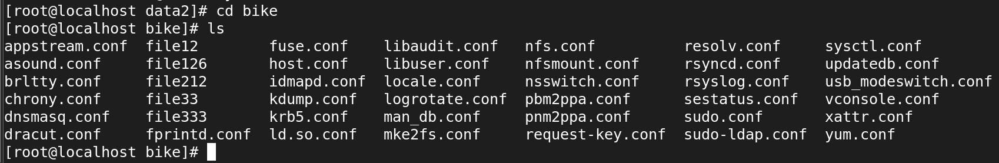 [root@localhost data2]# cd bike
[root@localhost bike]# ls
appstream.conf  file12        fuse.conf    libaudit.conf   nfs.conf          resolv.conf     sysctl.conf
asound.conf     file126       host.conf    libuser.conf    nfsmount.conf     rsyncd.conf     updatedb.conf
brltty.conf     file212       idmapd.conf  locale.conf     nsswitch.conf     rsyslog.conf    usb_modeswitch.conf
chrony.conf     file33        kdump.conf   logrotate.conf  pbm2ppa.conf      sestatus.conf   vconsole.conf
dnsmasq.conf    file333       krb5.conf    man_db.conf     pnm2ppa.conf      sudo.conf       xattr.conf
dracut.conf     fprintd.conf  ld.so.conf   mke2fs.conf     request-key.conf  sudo-ldap.conf  yum.conf
[root@localhost bike]#